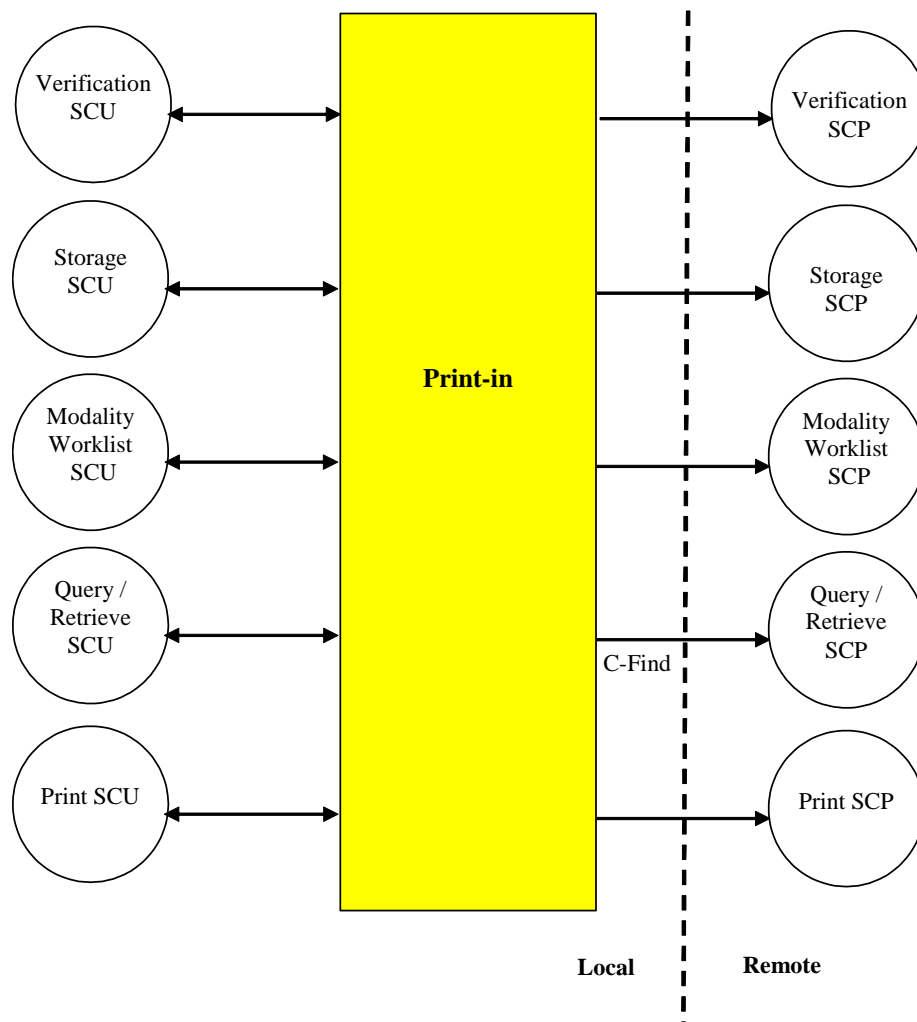 Verification
SCU
Verification
SCP
Storage
SCU
Storage
SCP
Print-in
Modality
Worklist
SCU
Modality
Worklist
SCP
Query /
Retrieve
SCU
Query /
Retrieve
SCP
C-Find
Print SCU
Print SCP
Local
Remote